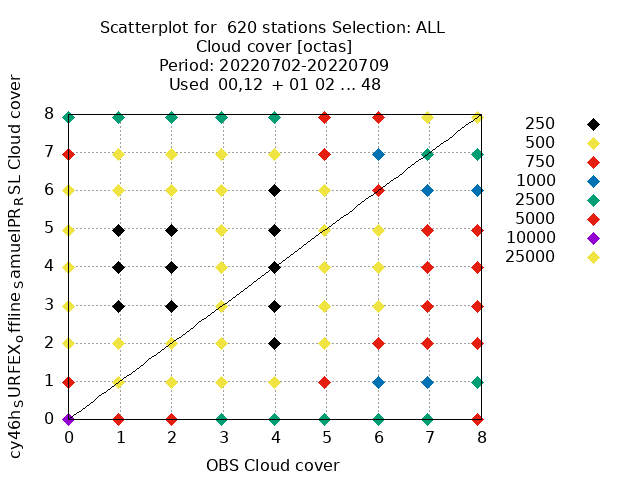 Scatterplot for  620 stations Selection: ALL
Cloud cover [octas]
Period: 20220702-20220709
Used  00,12  + 01 02 ... 48
cy46h_SURFEX_offline_samuelPR_RSL Cloud cover
8
7
6
5
4
3
2
1
0
0 1 2 3 4 5 6 7 8
OBS Cloud cover
250
500
750
1000
2500
5000
10000
25000